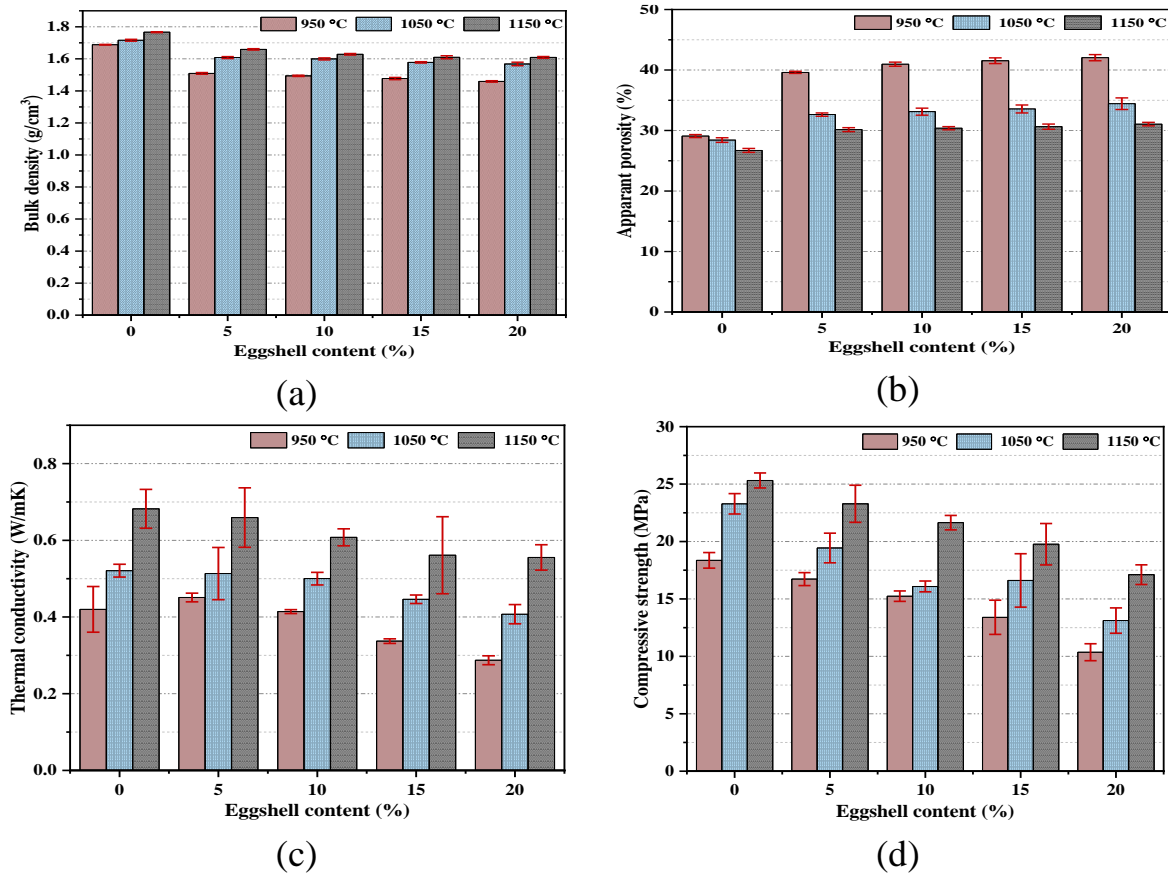 950 °C 1050 °C 1150 °C
1.8
1.6
1.4
1.2
1.0
0.8
0.6
0.4
0.2
0.0
Bulk density (g/cm³)
0 5 10 15 20
Eggshell content (%)
(a)
950 °C 1050 °C 1150 °C
50
40
30
20
10
0
Apparant porosity (%)
0 5 10 15 20
Eggshell content (%)
(b)
950 °C 1050 °C 1150 °C
0.8
0.6
0.4
0.2
0.0
Thermal conductivity (W/mK)
0 5 10 15 20
Eggshell content (%)
(c)
950 °C 1050 °C 1150 °C
30
25
20
15
10
5
0
Compressive strength (MPa)
0 5 10 15 20
Eggshell content (%)
(d)